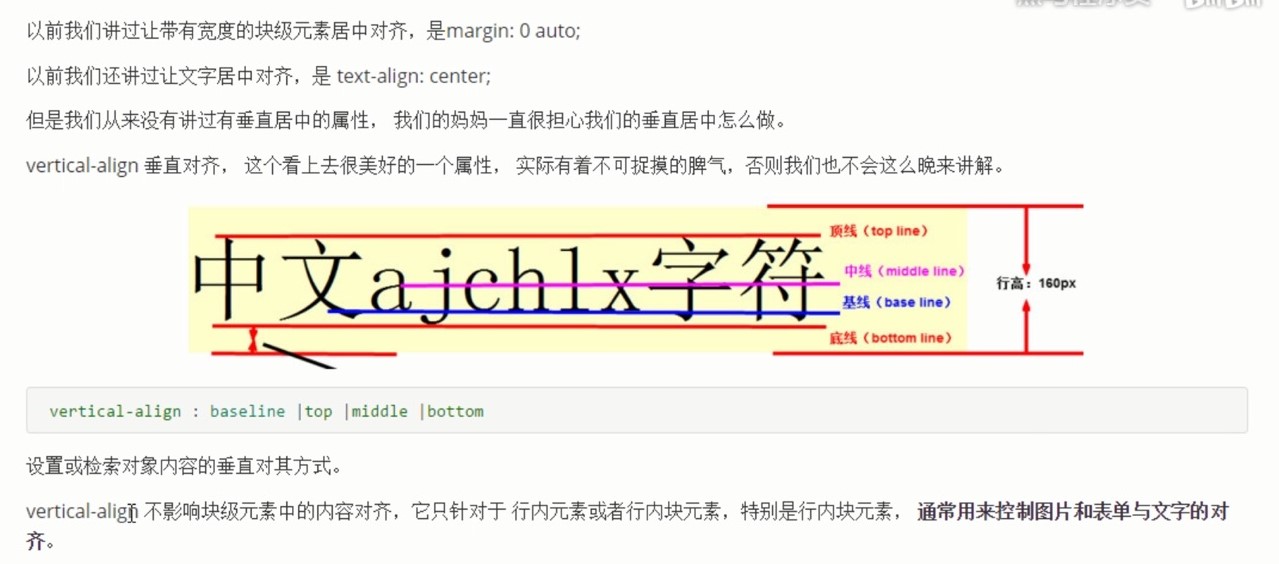 以前我们讲过让带有宽度的块级元素居中对齐，是margin: 0 auto;
以前我们还讲过让文字居中对齐，是 text-align: center;
但是我们从来没有讲过有垂直居中的属性， 我们的妈妈一直很担心我们的垂直居中怎么做。
vertical-align 垂直对齐， 这个看上去很美好的一个属性， 实际有着不可捉摸的脾气，否则我们也不会这么晚来讲解。
中文ajchlx字符
顶线（top line）
中线（middle line）
行高：160px
基线（base line）
底线（bottom line）
vertical-align : baseline |top |middle |bottom
设置或检索对象内容的垂直对其方式。
vertical-align 不影响块级元素中的内容对齐，它只针对于 行内元素或者行内块元素，特别是行内块元素， 通常用来控制图片和表单与文字的对
齐。